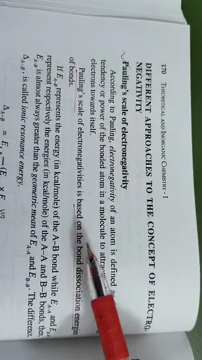 170 THEORETICAL AND INORGANIC CHEMISTRY–I
DIFFERENT APPROACHES TO THE CONCEPT OF
NEGATIVITY
Pauling's scale of electronegativity
According to Pauling, electronegativity of an atom is defined
tendency or power of the bonded atom in a molecule to
electrons towards itself.
Pauling's scale of electronegativities is based on the bond dissociation
of bonds.
If represents the energy (in kcal/mole) of the A–B bond while and
represent respectively the energies (in kcal/mole) of the A–A and B–B bonds,
is almost always greater than the geometric mean of and The
is called ionic resonance energy.